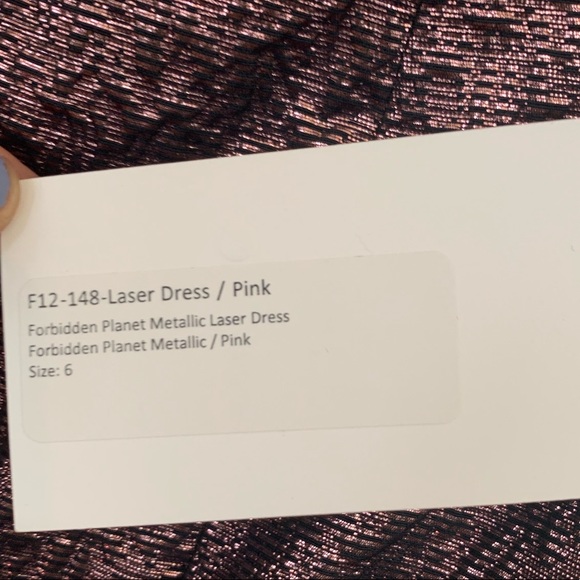 F12-148-Laser Dress / Pink
Forbidden Planet Metallic Laser Dress
Forbidden Planet Metallic / Pink
Size: 6